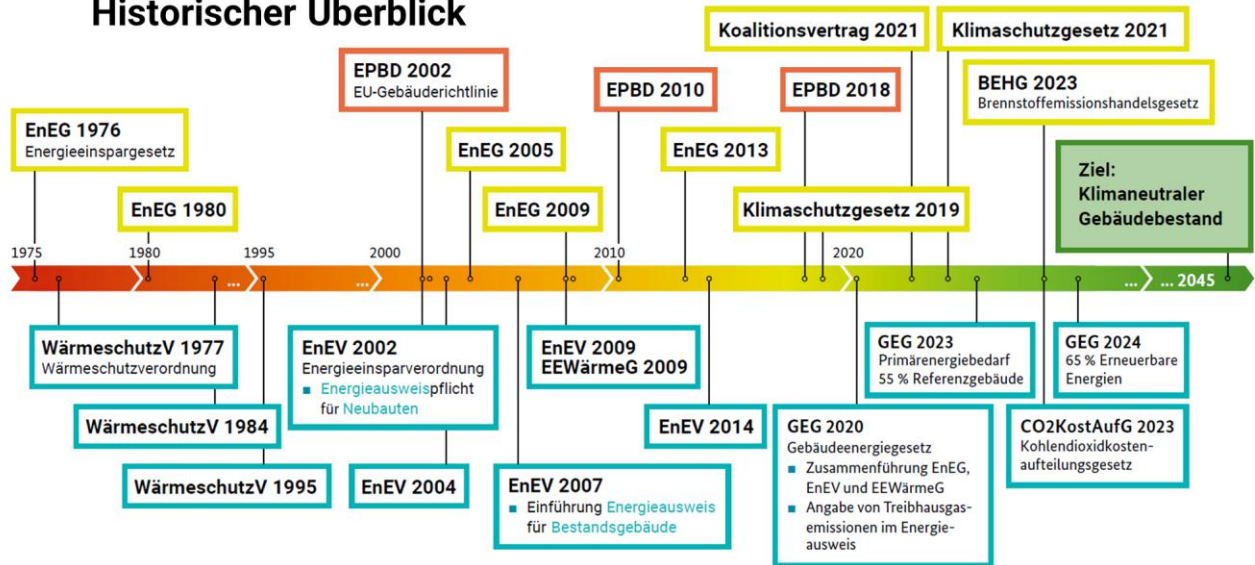 Historischer Überblick
Koalitionsvertrag 2021
Klimaschutzgesetz 2021
EPBD 2002
EU-Gebäuderichtlinie
EPBD 2010
EPBD 2018
BEHG 2023
Brennstoffemissionshandelsgesetz
EnEG 1976
Energieeinspargesetz
EnEG 2005
EnEG 2013
Ziel:
Klimaneutraler
Gebäudebestand
EnEG 1980
EnEG 2009
Klimaschutzgesetz 2019
1975
1980
1995
2000
2010
2020
...
...
...
... 2045
WärmeschutzV 1977
Wärmeschutzverordnung
EnEV 2002
Energieeinsparverordnung
■ Energieausweispflicht
für Neubauten
EnEV 2009
EEWärmeG 2009
GEG 2023
Primärenergiebedarf
55 % Referenzgebäude
GEG 2024
65 % Erneuerbare
Energien
WärmeschutzV 1984
EnEV 2014
GEG 2020
Gebäudeenergiegesetz
■ Zusammenführung EnEG,
EnEV und EEWärmeG
■ Angabe von Treibhausgas-
emissionen im Energie-
ausweis
CO2KostAufG 2023
Kohlendioxidkosten-
aufteilungsgesetz
WärmeschutzV 1995
EnEV 2004
EnEV 2007
■ Einführung Energieausweis
für Bestandsgebäude